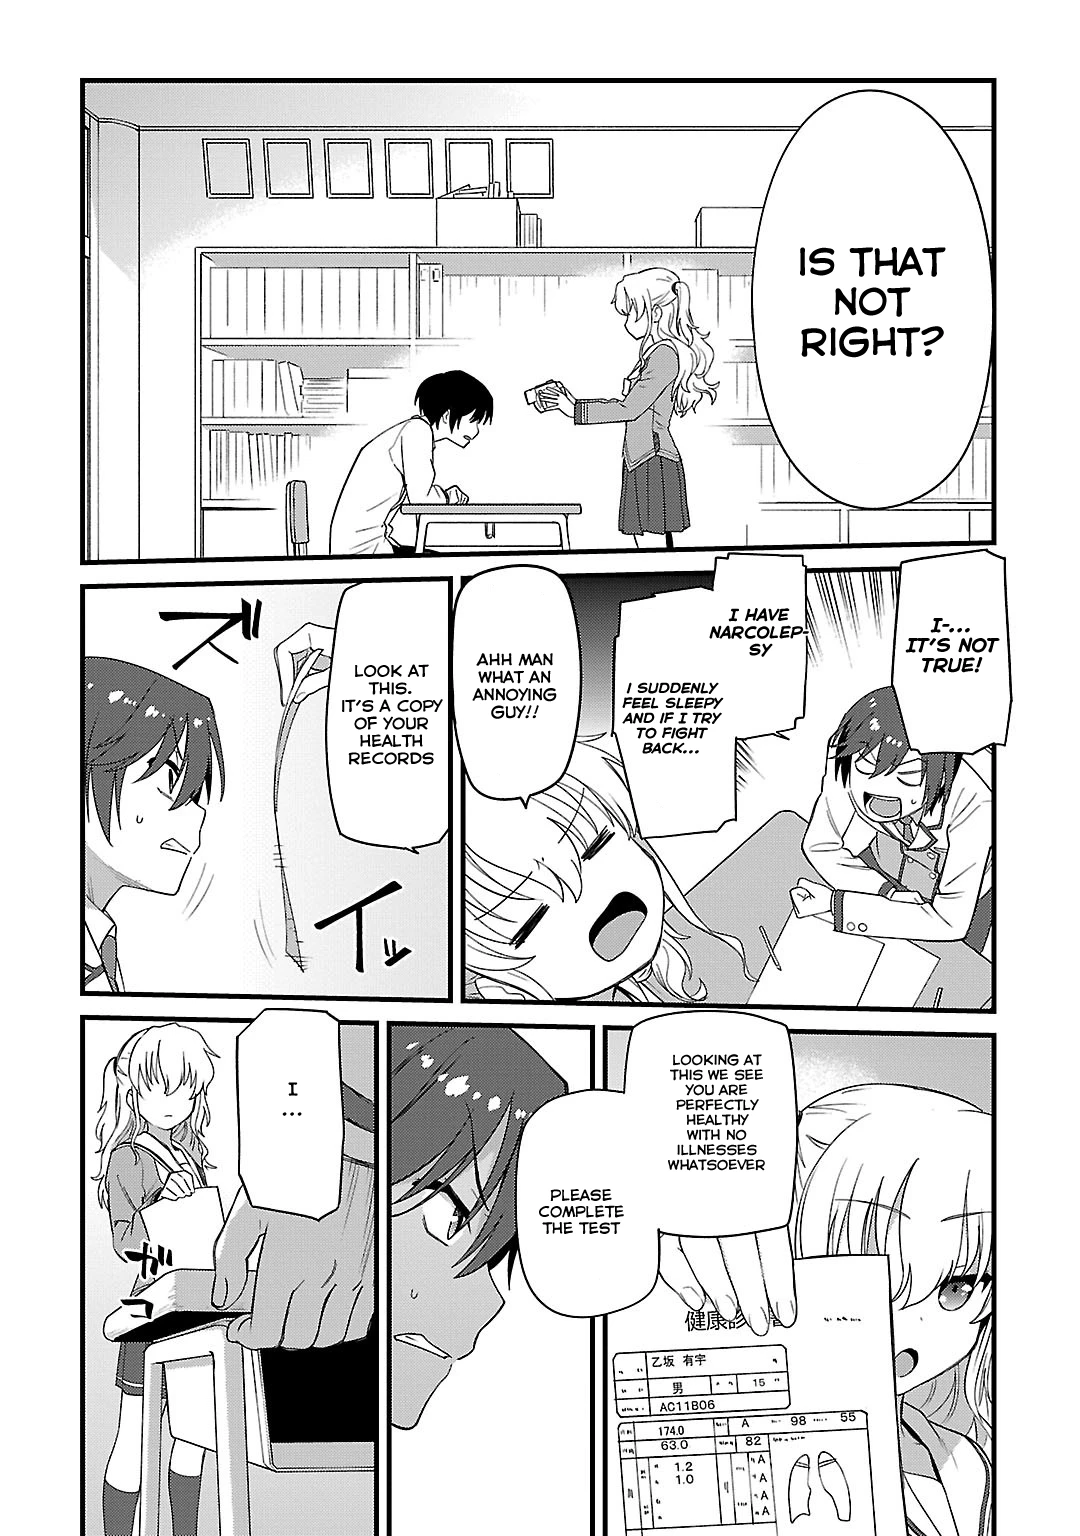 IS THAT
NOT
RIGHT?
I-...
IT'S NOT
TRUE!
I HAVE
NARCOLEP-
SY
I SUDDENLY
FEEL SLEEPY
AND IF I TRY
TO FIGHT
BACK...
AHH MAN
WHAT AN
ANNOYING
GUY!!
LOOK AT
THIS.
IT'S A COPY
OF YOUR
HEALTH
RECORDS
ズ
イッ
LOOKING AT
THIS WE SEE
YOU ARE
PERFECTLY
HEALTHY
WITH NO
ILLNESSES
WHATSOEVER
PLEASE
COMPLETE
THE TEST
健康診
乙坂 有宇
男 15
AC11B06
174.0 A 98 55
63.0 82
1.2 A
1.0 A
A
A
I
...
ガ
コ